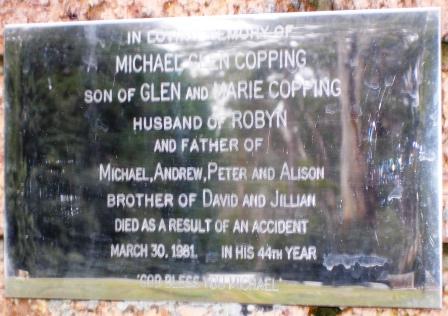 IN LOVING MEMORY OF
MICHAEL GLEN COPPING
SON OF GLEN AND MARIE COPPING
HUSBAND OF ROBYN
AND FATHER OF
MICHAEL, ANDREW, PETER AND ALISON
BROTHER OF DAVID AND JILLIAN
DIED AS A RESULT OF AN ACCIDENT
MARCH 30, 1981. IN HIS 44TH YEAR
'GOD BLESS YOU MICHAEL'